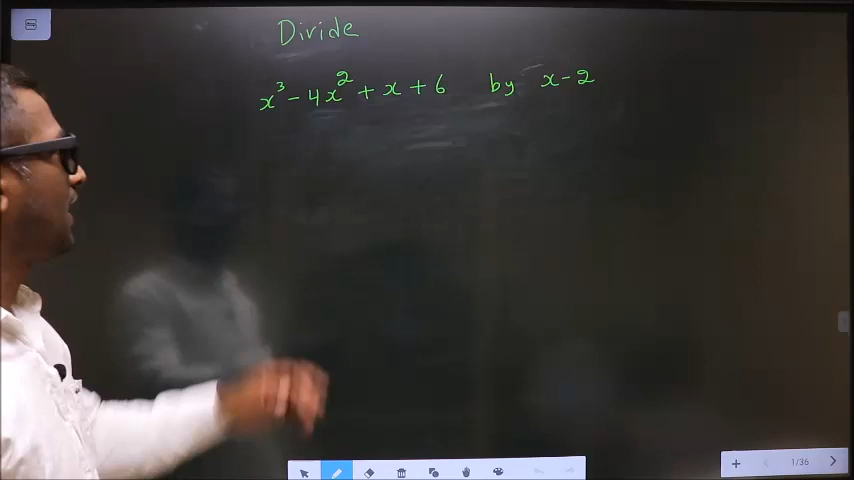 Divide
x³ - 4x² + x + 6 by x - 2
1/36